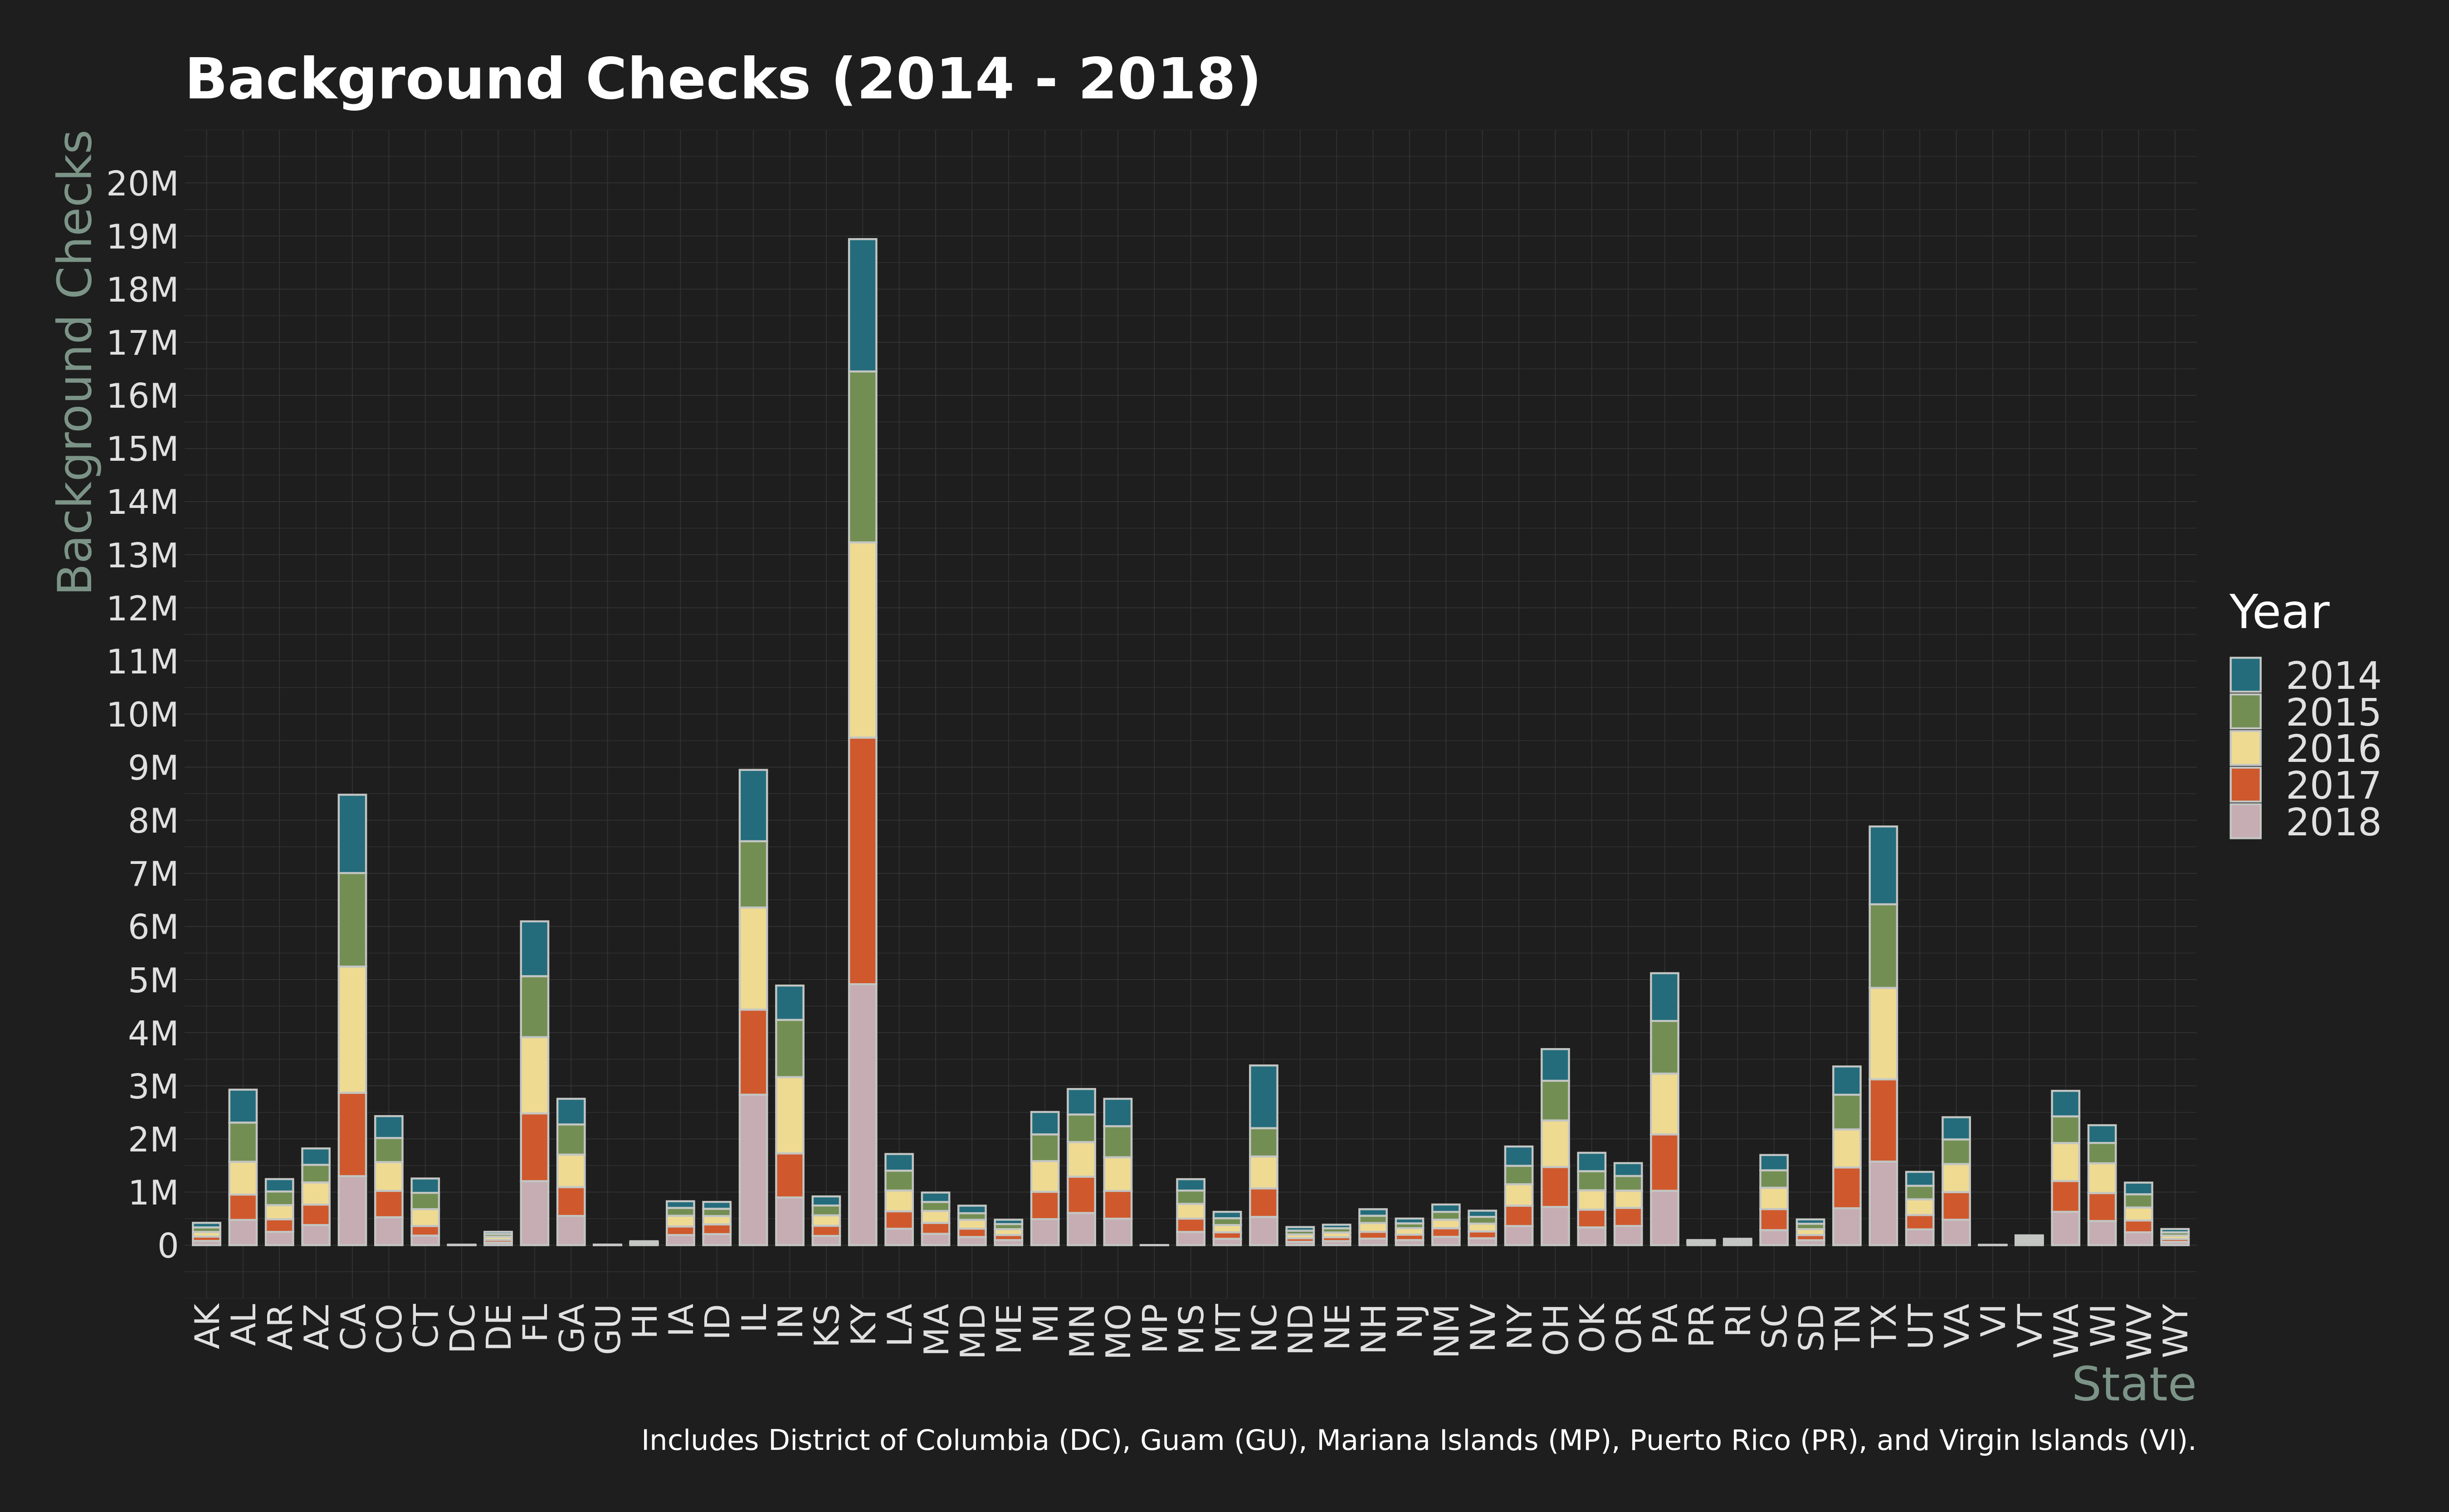 Background Checks (2014 - 2018)
Background Checks
20M
19M
18M
17M
16M
15M
14M
13M
12M
11M
10M
9M
8M
7M
6M
5M
4M
3M
2M
1M
0
AK AL AR AZ CA CO CT DC DE FL GA GU HI IA ID IL IN KS KY LA MA MD ME MI MN MO MP MS MT NC ND NE NH NJ NM NV NY OH OK OR PA PR RI SC SD TN TX UT VA VI VT WA WI WV WY
State
Year
2014
2015
2016
2017
2018
Includes District of Columbia (DC), Guam (GU), Mariana Islands (MP), Puerto Rico (PR), and Virgin Islands (VI).